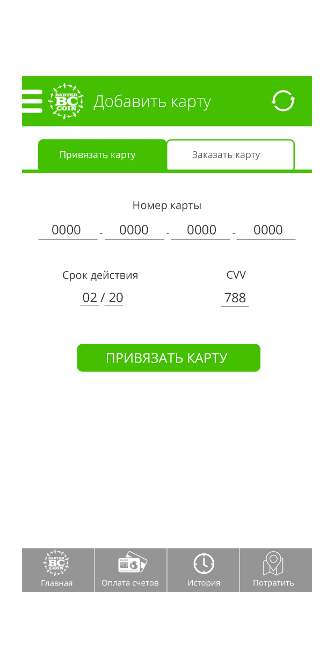 BARTER
BC
COIN
Добавить карту
Привязать карту
Заказать карту
Номер карты
0000 - 0000 - 0000 - 0000
Срок действия
CVV
02 / 20
788
ПРИВЯЗАТЬ КАРТУ
BC
Главная
Оплата счетов
История
Потратить